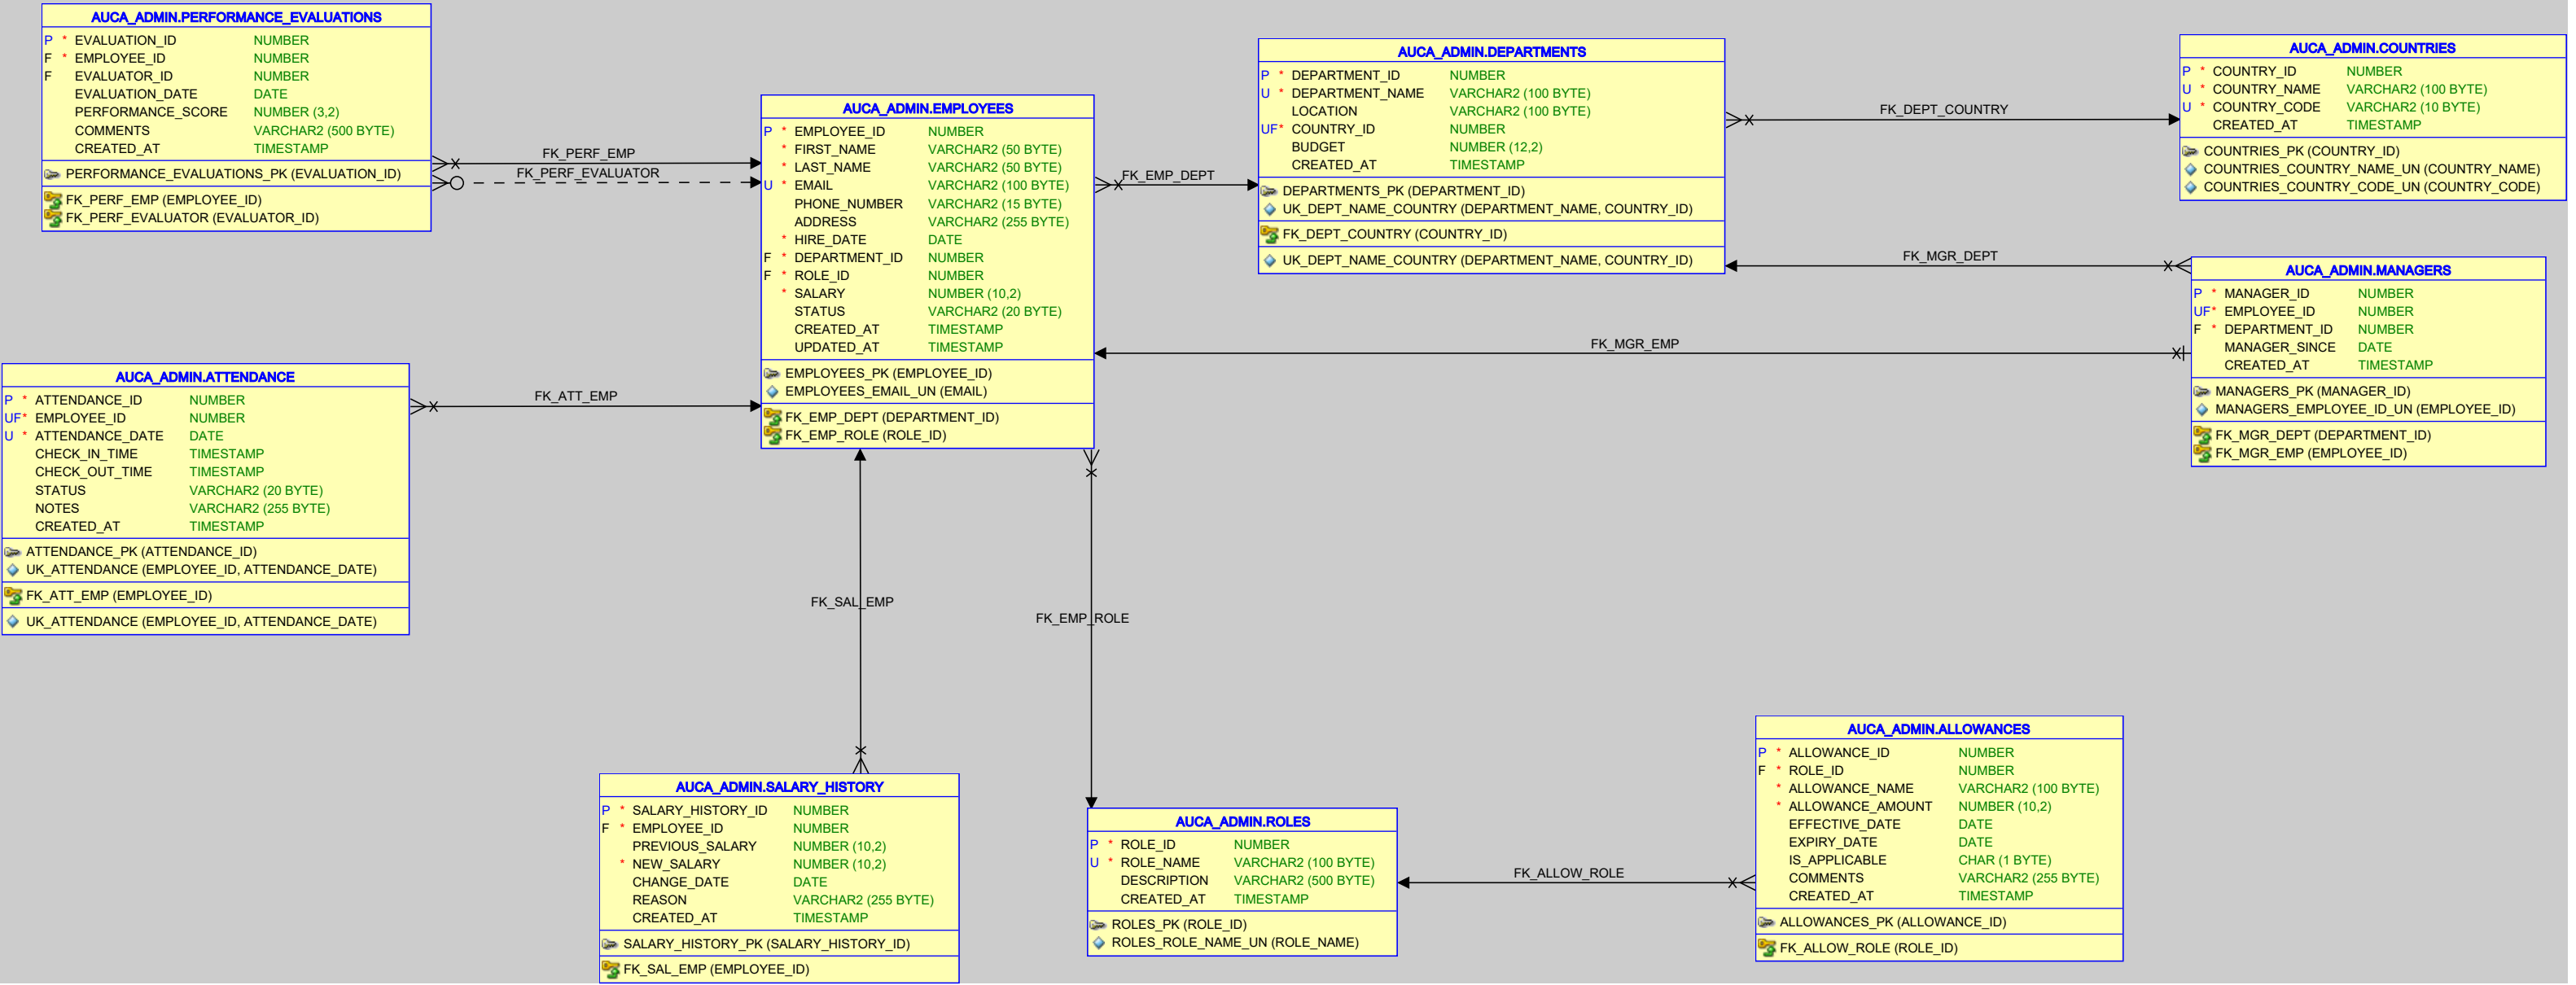 AUCA_ADMIN.PERFORMANCE_EVALUATIONS
P * EVALUATION_ID NUMBER
F * EMPLOYEE_ID NUMBER
F EVALUATOR_ID NUMBER
EVALUATION_DATE DATE
PERFORMANCE_SCORE NUMBER (3,2)
COMMENTS VARCHAR2 (500 BYTE)
CREATED_AT TIMESTAMP
PERFORMANCE_EVALUATIONS_PK (EVALUATION_ID)
FK_PERF_EMP (EMPLOYEE_ID)
FK_PERF_EVALUATOR (EVALUATOR_ID)
FK_PERF_EMP
FK_PERF_EVALUATOR
AUCA_ADMIN.EMPLOYEES
P * EMPLOYEE_ID NUMBER
* FIRST_NAME VARCHAR2 (50 BYTE)
* LAST_NAME VARCHAR2 (50 BYTE)
U * EMAIL VARCHAR2 (100 BYTE)
PHONE_NUMBER VARCHAR2 (15 BYTE)
ADDRESS VARCHAR2 (255 BYTE)
* HIRE_DATE DATE
F * DEPARTMENT_ID NUMBER
F * ROLE_ID NUMBER
* SALARY NUMBER (10,2)
STATUS VARCHAR2 (20 BYTE)
CREATED_AT TIMESTAMP
UPDATED_AT TIMESTAMP
EMPLOYEES_PK (EMPLOYEE_ID)
EMPLOYEES_EMAIL_UN (EMAIL)
FK_EMP_DEPT (DEPARTMENT_ID)
FK_EMP_ROLE (ROLE_ID)
FK_EMP_DEPT
AUCA_ADMIN.DEPARTMENTS
P * DEPARTMENT_ID NUMBER
U * DEPARTMENT_NAME VARCHAR2 (100 BYTE)
LOCATION VARCHAR2 (100 BYTE)
UF* COUNTRY_ID NUMBER
BUDGET NUMBER (12,2)
CREATED_AT TIMESTAMP
DEPARTMENTS_PK (DEPARTMENT_ID)
UK_DEPT_NAME_COUNTRY (DEPARTMENT_NAME, COUNTRY_ID)
FK_DEPT_COUNTRY (COUNTRY_ID)
UK_DEPT_NAME_COUNTRY (DEPARTMENT_NAME, COUNTRY_ID)
FK_DEPT_COUNTRY
AUCA_ADMIN.COUNTRIES
P * COUNTRY_ID NUMBER
U * COUNTRY_NAME VARCHAR2 (100 BYTE)
U * COUNTRY_CODE VARCHAR2 (10 BYTE)
CREATED_AT TIMESTAMP
COUNTRIES_PK (COUNTRY_ID)
COUNTRIES_COUNTRY_NAME_UN (COUNTRY_NAME)
COUNTRIES_COUNTRY_CODE_UN (COUNTRY_CODE)
FK_MGR_DEPT
FK_MGR_EMP
AUCA_ADMIN.MANAGERS
P * MANAGER_ID NUMBER
UF* EMPLOYEE_ID NUMBER
F * DEPARTMENT_ID NUMBER
MANAGER_SINCE DATE
CREATED_AT TIMESTAMP
MANAGERS_PK (MANAGER_ID)
MANAGERS_EMPLOYEE_ID_UN (EMPLOYEE_ID)
FK_MGR_DEPT (DEPARTMENT_ID)
FK_MGR_EMP (EMPLOYEE_ID)
AUCA_ADMIN.ATTENDANCE
P * ATTENDANCE_ID NUMBER
UF* EMPLOYEE_ID NUMBER
U * ATTENDANCE_DATE DATE
CHECK_IN_TIME TIMESTAMP
CHECK_OUT_TIME TIMESTAMP
STATUS VARCHAR2 (20 BYTE)
NOTES VARCHAR2 (255 BYTE)
CREATED_AT TIMESTAMP
ATTENDANCE_PK (ATTENDANCE_ID)
UK_ATTENDANCE (EMPLOYEE_ID, ATTENDANCE_DATE)
FK_ATT_EMP (EMPLOYEE_ID)
UK_ATTENDANCE (EMPLOYEE_ID, ATTENDANCE_DATE)
FK_ATT_EMP
FK_SAL_EMP
FK_EMP_ROLE
AUCA_ADMIN.SALARY_HISTORY
P * SALARY_HISTORY_ID NUMBER
F * EMPLOYEE_ID NUMBER
PREVIOUS_SALARY NUMBER (10,2)
* NEW_SALARY NUMBER (10,2)
CHANGE_DATE DATE
REASON VARCHAR2 (255 BYTE)
CREATED_AT TIMESTAMP
SALARY_HISTORY_PK (SALARY_HISTORY_ID)
FK_SAL_EMP (EMPLOYEE_ID)
AUCA_ADMIN.ROLES
P * ROLE_ID NUMBER
U * ROLE_NAME VARCHAR2 (100 BYTE)
DESCRIPTION VARCHAR2 (500 BYTE)
CREATED_AT TIMESTAMP
ROLES_PK (ROLE_ID)
ROLES_ROLE_NAME_UN (ROLE_NAME)
FK_ALLOW_ROLE
AUCA_ADMIN.ALLOWANCES
P * ALLOWANCE_ID NUMBER
F * ROLE_ID NUMBER
* ALLOWANCE_NAME VARCHAR2 (100 BYTE)
* ALLOWANCE_AMOUNT NUMBER (10,2)
EFFECTIVE_DATE DATE
EXPIRY_DATE DATE
IS_APPLICABLE CHAR (1 BYTE)
COMMENTS VARCHAR2 (255 BYTE)
CREATED_AT TIMESTAMP
ALLOWANCES_PK (ALLOWANCE_ID)
FK_ALLOW_ROLE (ROLE_ID)